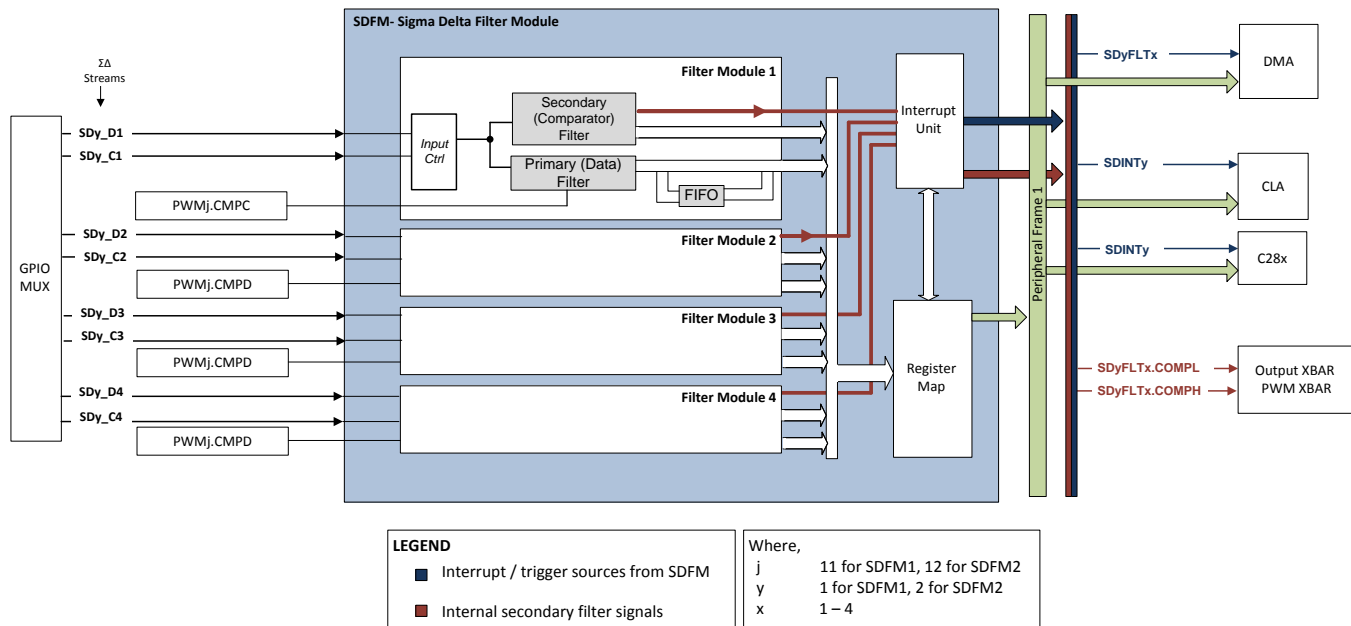 SDFM- Sigma Delta Filter Module
ΣΔ
Streams
GPIO
MUX
SDy_D1
SDy_C1
PWMj.CMPC
SDy_D2
SDy_C2
PWMj.CMPD
SDy_D3
SDy_C3
PWMj.CMPD
SDy_D4
SDy_C4
PWMj.CMPD
Filter Module 1
Input
Ctrl
Secondary
(Comparator)
Filter
Primary (Data)
Filter
FIFO
Filter Module 2
Filter Module 3
Filter Module 4
Interrupt
Unit
Register
Map
Peripheral Frame 1
SDyFLTx
DMA
SDINTy
CLA
SDINTy
C28x
SDyFLTx.COMPL
SDyFLTx.COMPH
Output XBAR
PWM XBAR
LEGEND
Interrupt / trigger sources from SDFM
Internal secondary filter signals
Where,
j 11 for SDFM1, 12 for SDFM2
y 1 for SDFM1, 2 for SDFM2
x 1 – 4